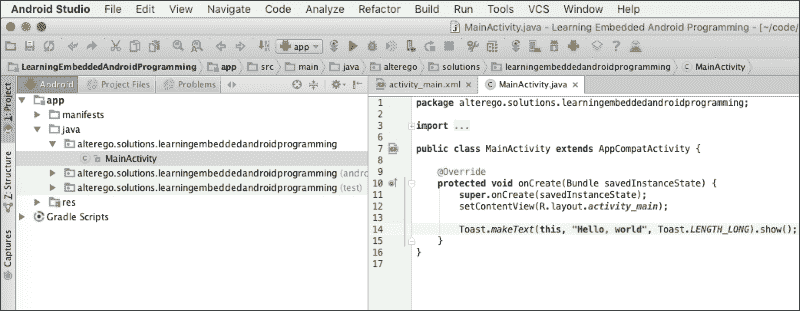 Android Studio File Edit View Navigate Code Analyze Refactor Build Run Tools VCS Window Help
MainActivity.java - Learning Embedded Android Programming - [~/code/
app
LearningEmbeddedAndroidProgramming app src main java alterego solutions learningembeddedandroidprogramming MainActivity
Android Project Files Problems
activity_main.xml × MainActivity.java ×
1: Project
7: Structure
Captures
app
manifests
java
alterego.solutions.learningembeddedandroidprogramming
MainActivity
alterego.solutions.learningembeddedandroidprogramming (andro
alterego.solutions.learningembeddedandroidprogramming (test)
res
Gradle Scripts
1 package alterego.solutions.learningembeddedandroidprogramming;
2
3 import ...
6
7 public class MainActivity extends AppCompatActivity {
8
9 @Override
10 protected void onCreate(Bundle savedInstanceState) {
11 super.onCreate(savedInstanceState);
12 setContentView(R.layout.activity_main);
13
14 Toast.makeText(this, "Hello, world", Toast.LENGTH_LONG).show();
15 }
16 }
17